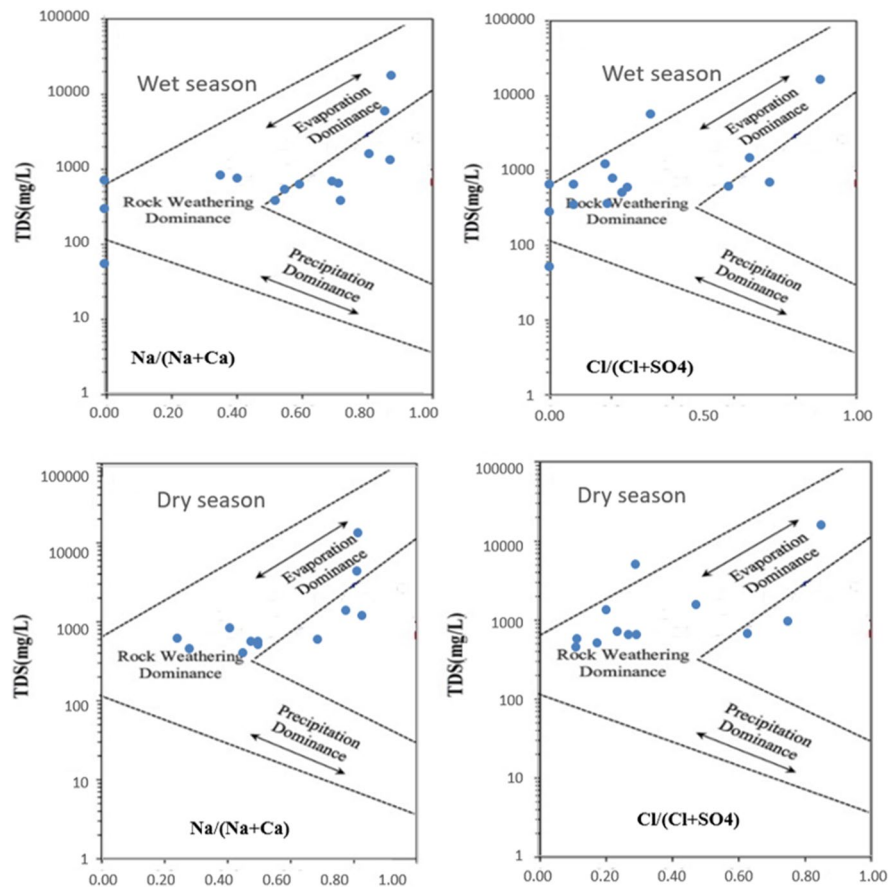 100000
10000
1000
100
10
1
TDS(mg/L)
Wet season
Evaporation
Dominance
Rock Weathering
Dominance
Precipitation
Dominance
Na/(Na+Ca)
0.00 0.20 0.40 0.60 0.80 1.00
100000
10000
1000
100
10
1
TDS(mg/L)
Wet season
Evaporation
Dominance
Rock Weathering
Dominance
Precipitation
Dominance
Cl/(Cl+SO4)
0.00 0.50 1.00
100000
10000
1000
100
10
1
TDS(mg/L)
Dry season
Evaporation
Dominance
Rock Weathering
Dominance
Precipitation
Dominance
Na/(Na+Ca)
0.00 0.20 0.40 0.60 0.80 1.00
100000
10000
1000
100
10
1
TDS(mg/L)
Dry season
Evaporation
Dominance
Rock Weathering
Dominance
Precipitation
Dominance
Cl/(Cl+SO4)
0.00 0.20 0.40 0.60 0.80 1.00